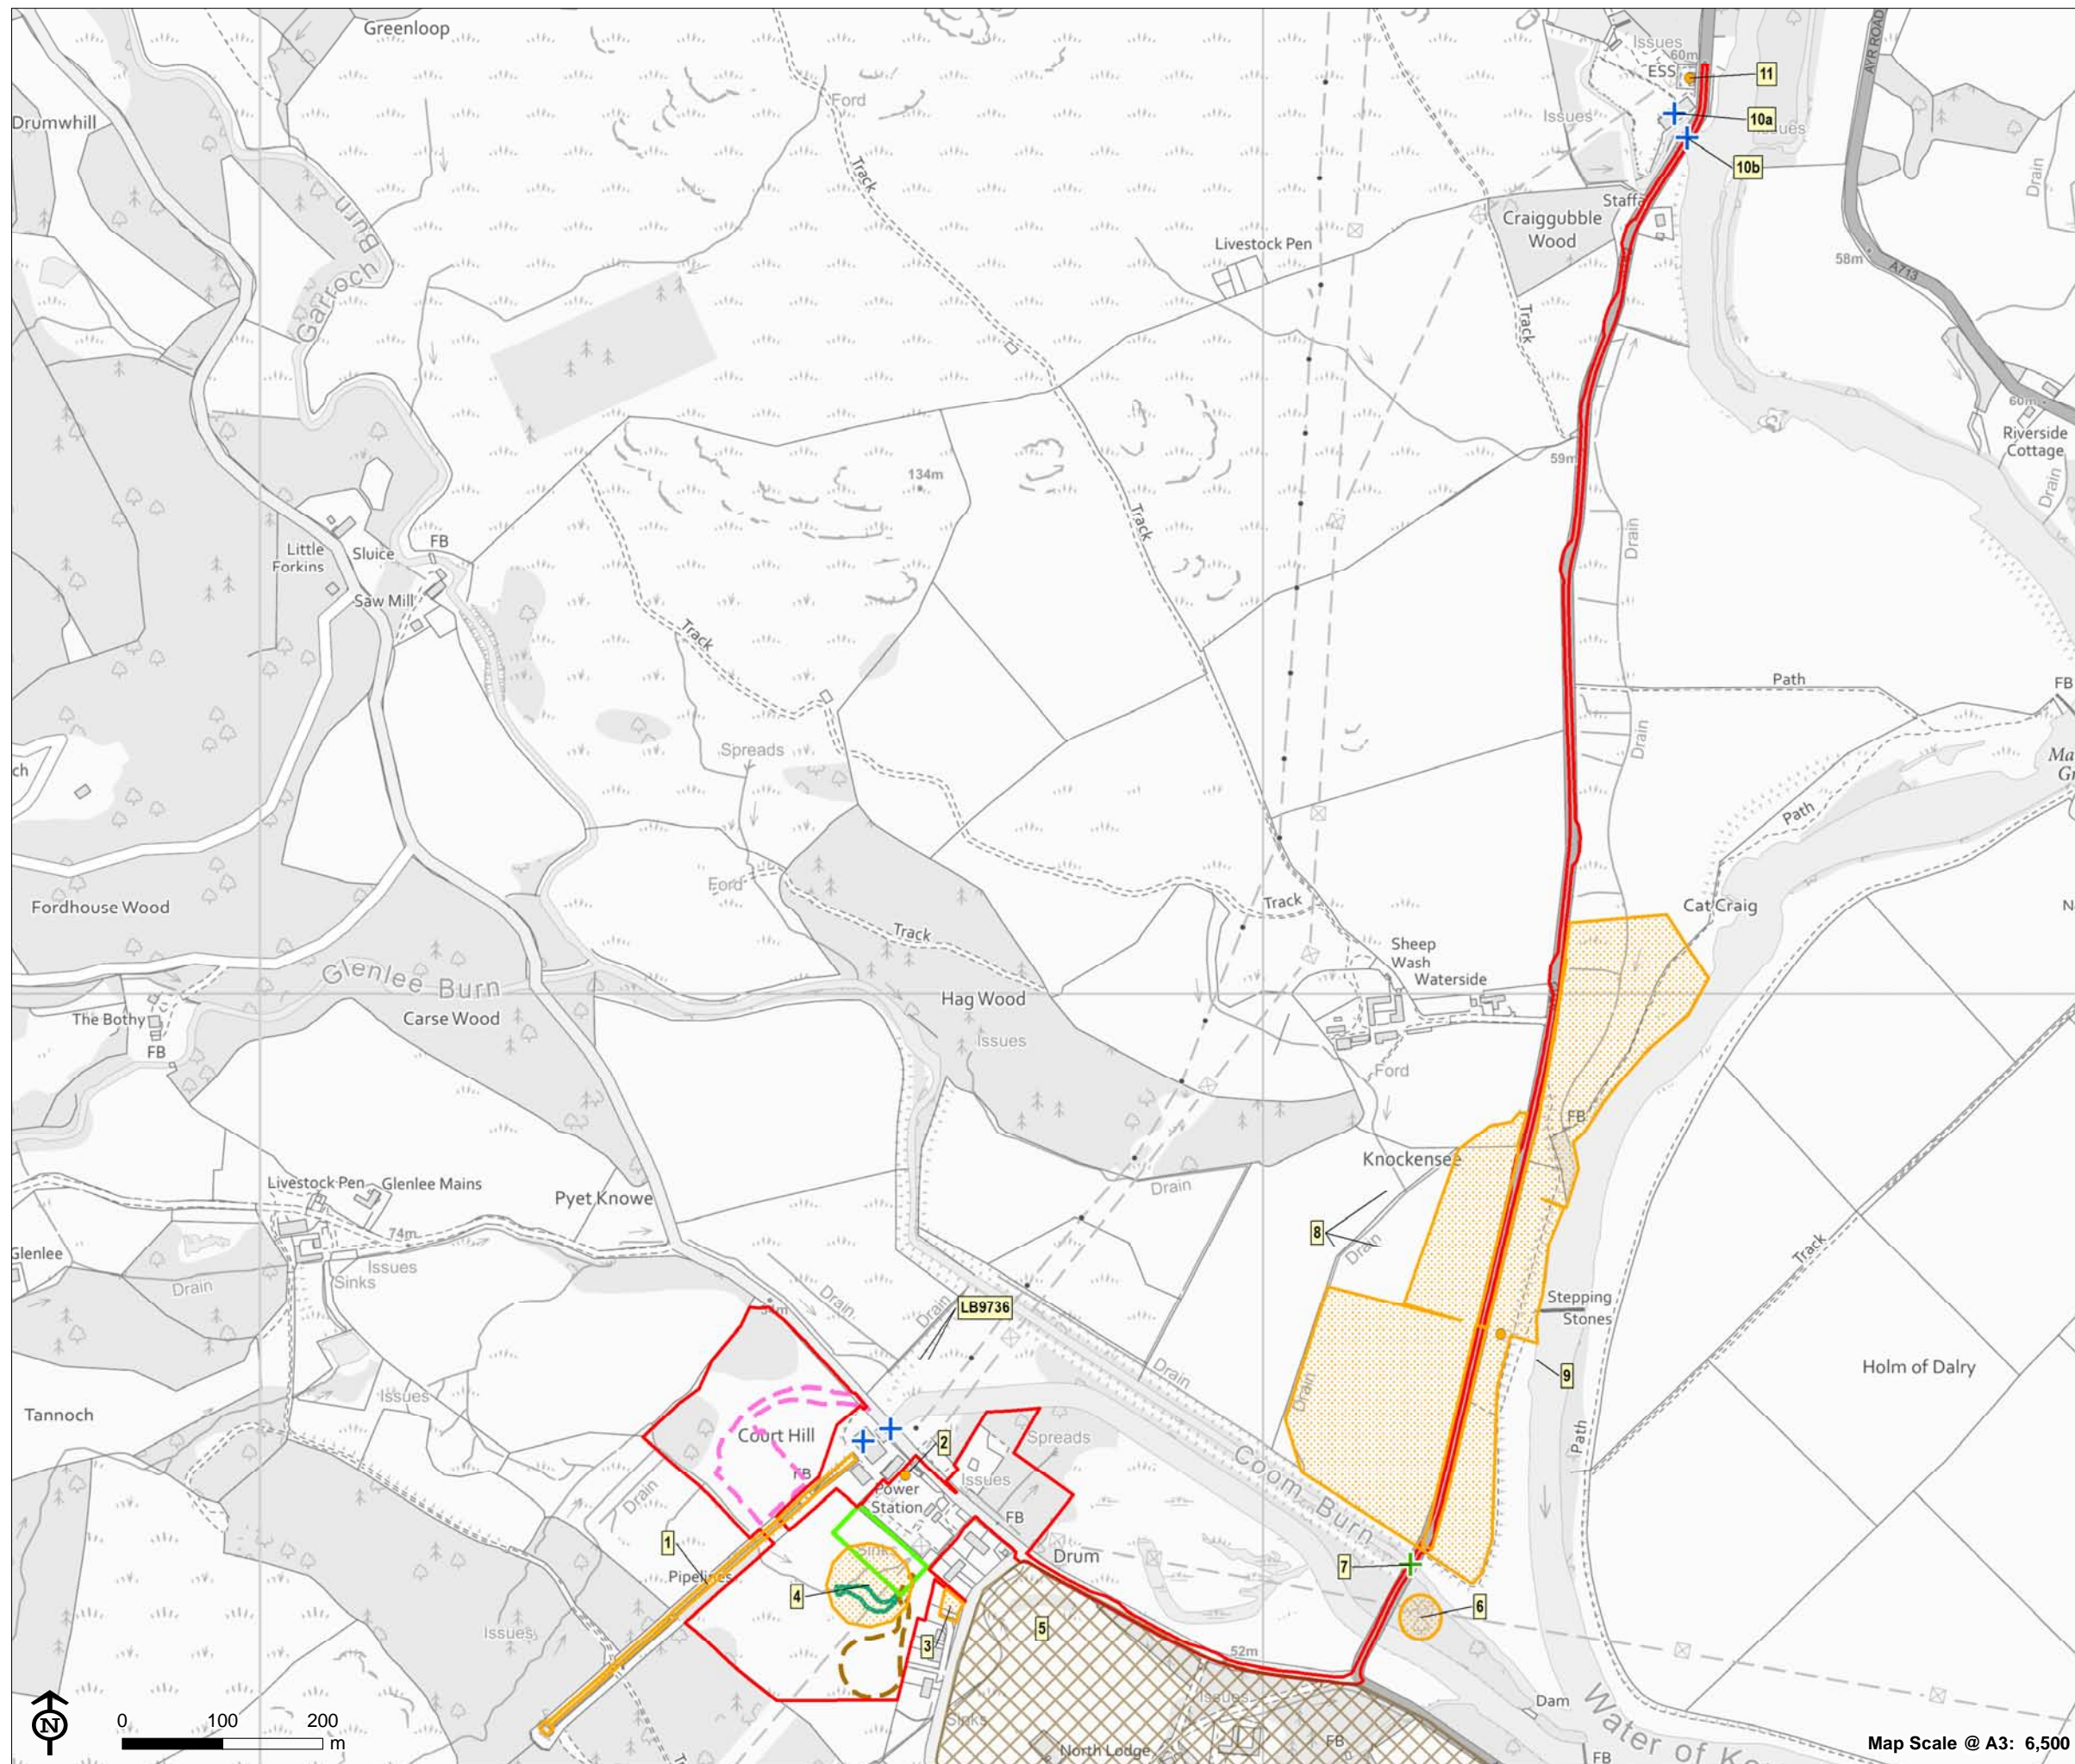 Greenloop
Drumwhill
Ford
Track
Garroch
Burn
Issues
60m
ESS
11
AYR ROAD
Issues
10a
10b
Staffa
Craiggubble
Wood
Livestock Pen
Drain
58m
A713
Track
60m
Riverside
Cottage
Drain
59m
134m
Track
Drain
Little
Forkins
Sluice
FB
Saw Mill
Track
Path
FB
Drain
Spreads
ch
Path
Ford
Fordhouse Wood
Track
Track
Cat Craig
Sheep
Wash
Waterside
Glenlee Burn
Carse Wood
The Bothy
FB
Hag Wood
Issues
Ford
FB
Knockensee
Drain
Livestock Pen
Glenlee Mains
Pyet Knowe
74m
Glenlee
Issues
Sinks
Drain
8
Drain
Track
Stepping
Stones
LB9736
Drain
Drain
Drain
9
Holm of Dalry
Tannoch
Issues
Drain
Path
Court Hill
2
Spreads
Coom Burn
FB
Power
Station
Issues
FB
Drain
1
Pipelines
Sinks
Drum
7
4
6
5
3
Issues
52m
Issues
Dam
Water of Ke
Sinks
North Lodge
FB
FB
N
0 100 200
m
Map Scale @ A3: 6,500